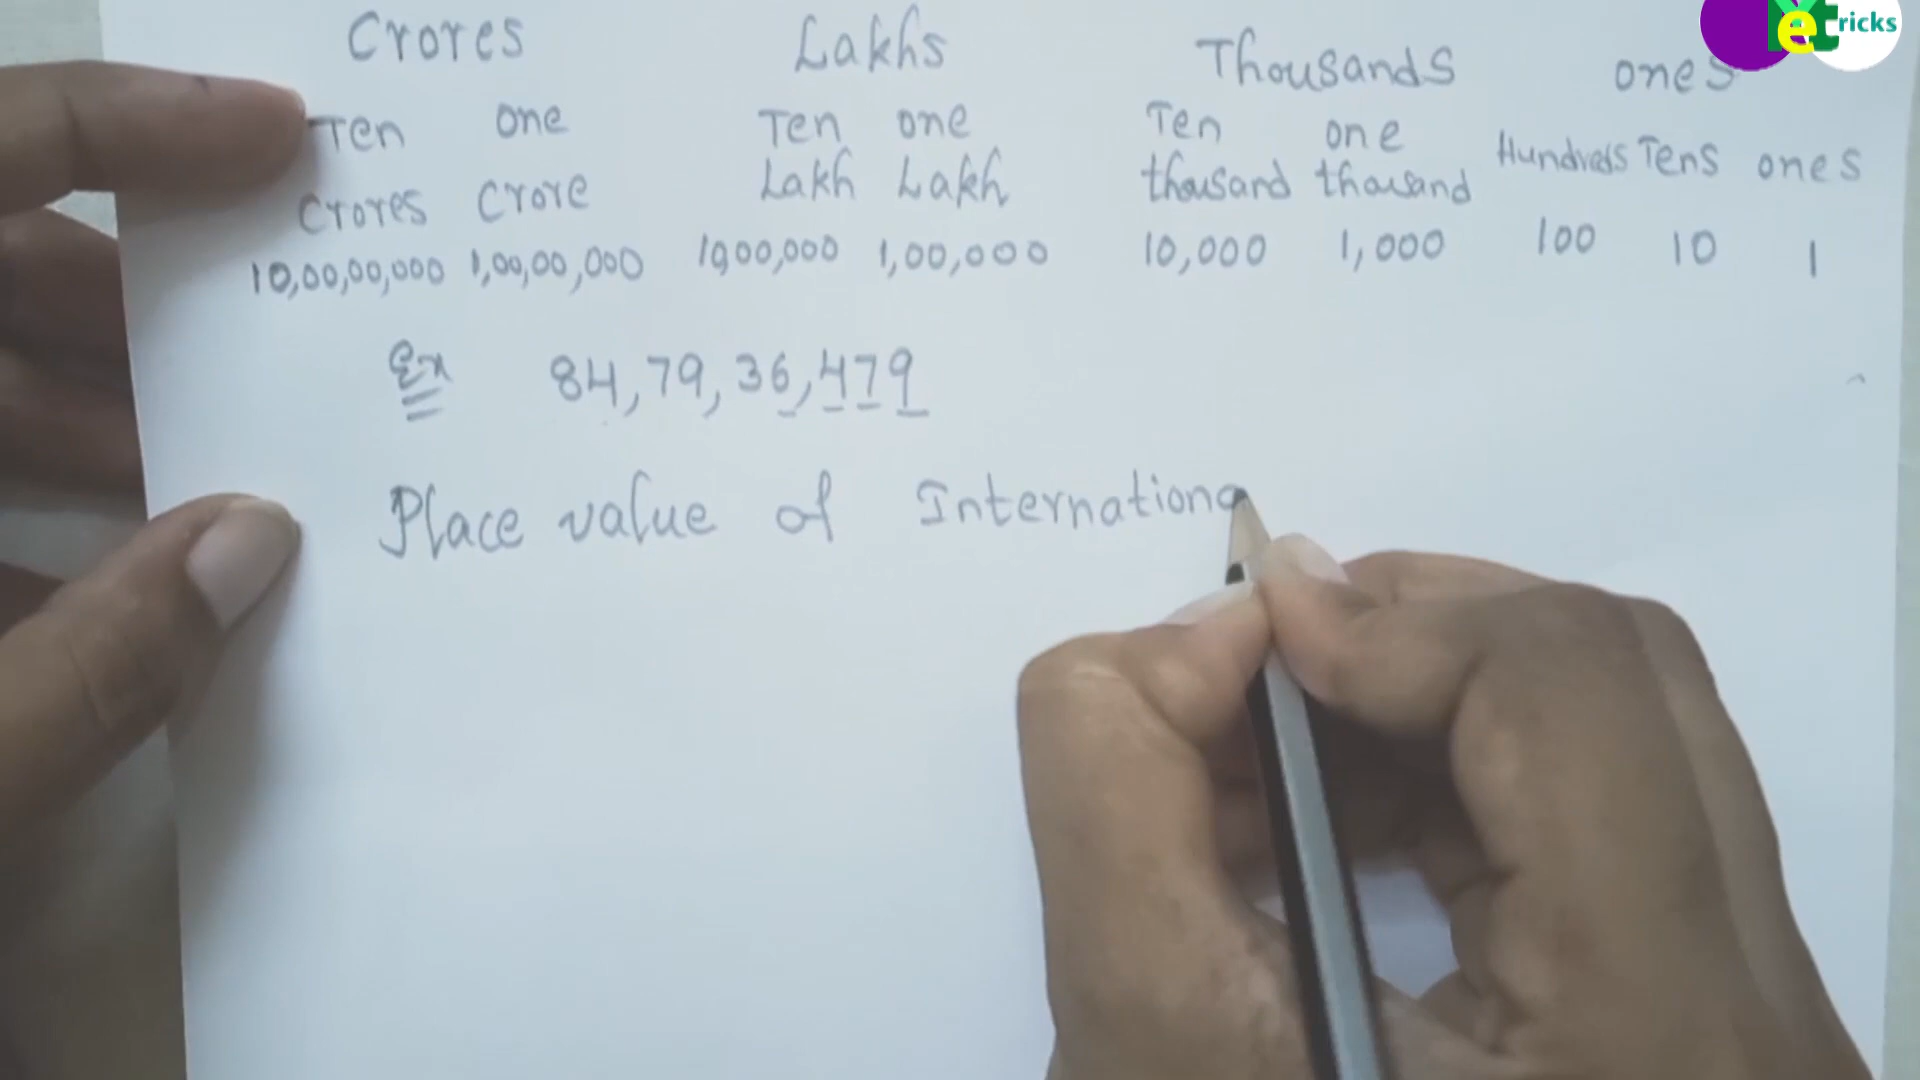 Crores Lakhs Thousands ones
Ten one Ten one Ten one Hundreds Tens ones
Crores Crore Lakh Lakh thousand thousand
10,00,00,000 1,00,00,000 10,00,000 1,00,000 10,000 1,000 100 10 1
Ex 84,79,36,479
Place value of Internationa
tricks